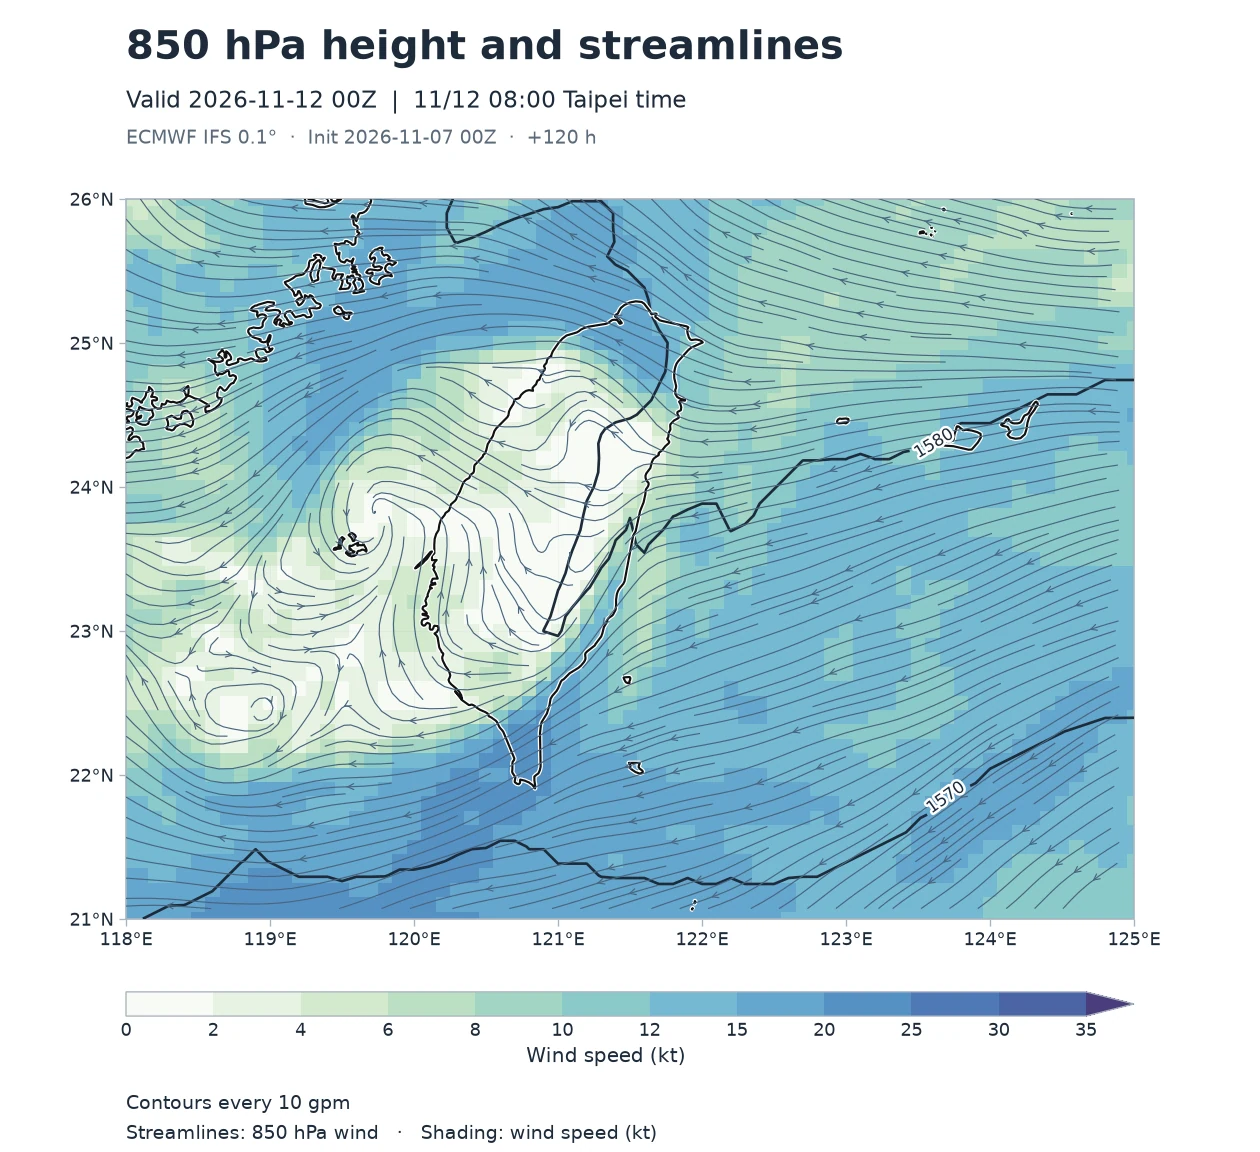 850 hPa height and streamlines
Valid 2026-11-12 00Z | 11/12 08:00 Taipei time
ECMWF IFS 0.1° · Init 2026-11-07 00Z · +120 h
26°N
25°N
24°N
23°N
22°N
21°N
1580
1570
118°E 119°E 120°E 121°E 122°E 123°E 124°E 125°E
0 2 4 6 8 10 12 15 20 25 30 35
Wind speed (kt)
Contours every 10 gpm
Streamlines: 850 hPa wind · Shading: wind speed (kt)